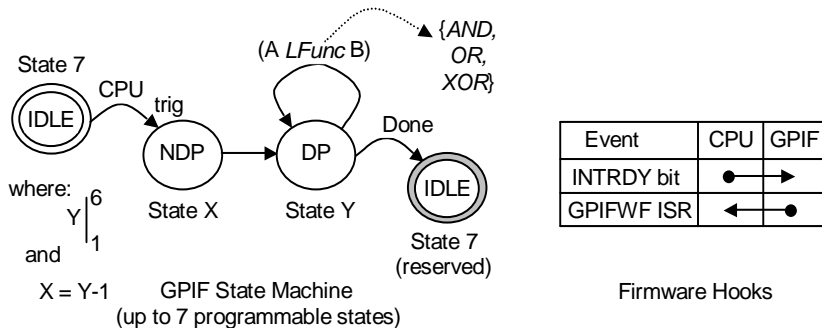 State 7
IDLE
CPU
trig
NDP
State X
(A LFunc B)
{AND,
OR,
XOR}
DP
State Y
Done
IDLE
State 7
(reserved)
where:
Y|
6
1
and
X = Y-1
GPIF State Machine
(up to 7 programmable states)
Event CPU GPIF
INTRDY bit
GPIFWF ISR
Firmware Hooks